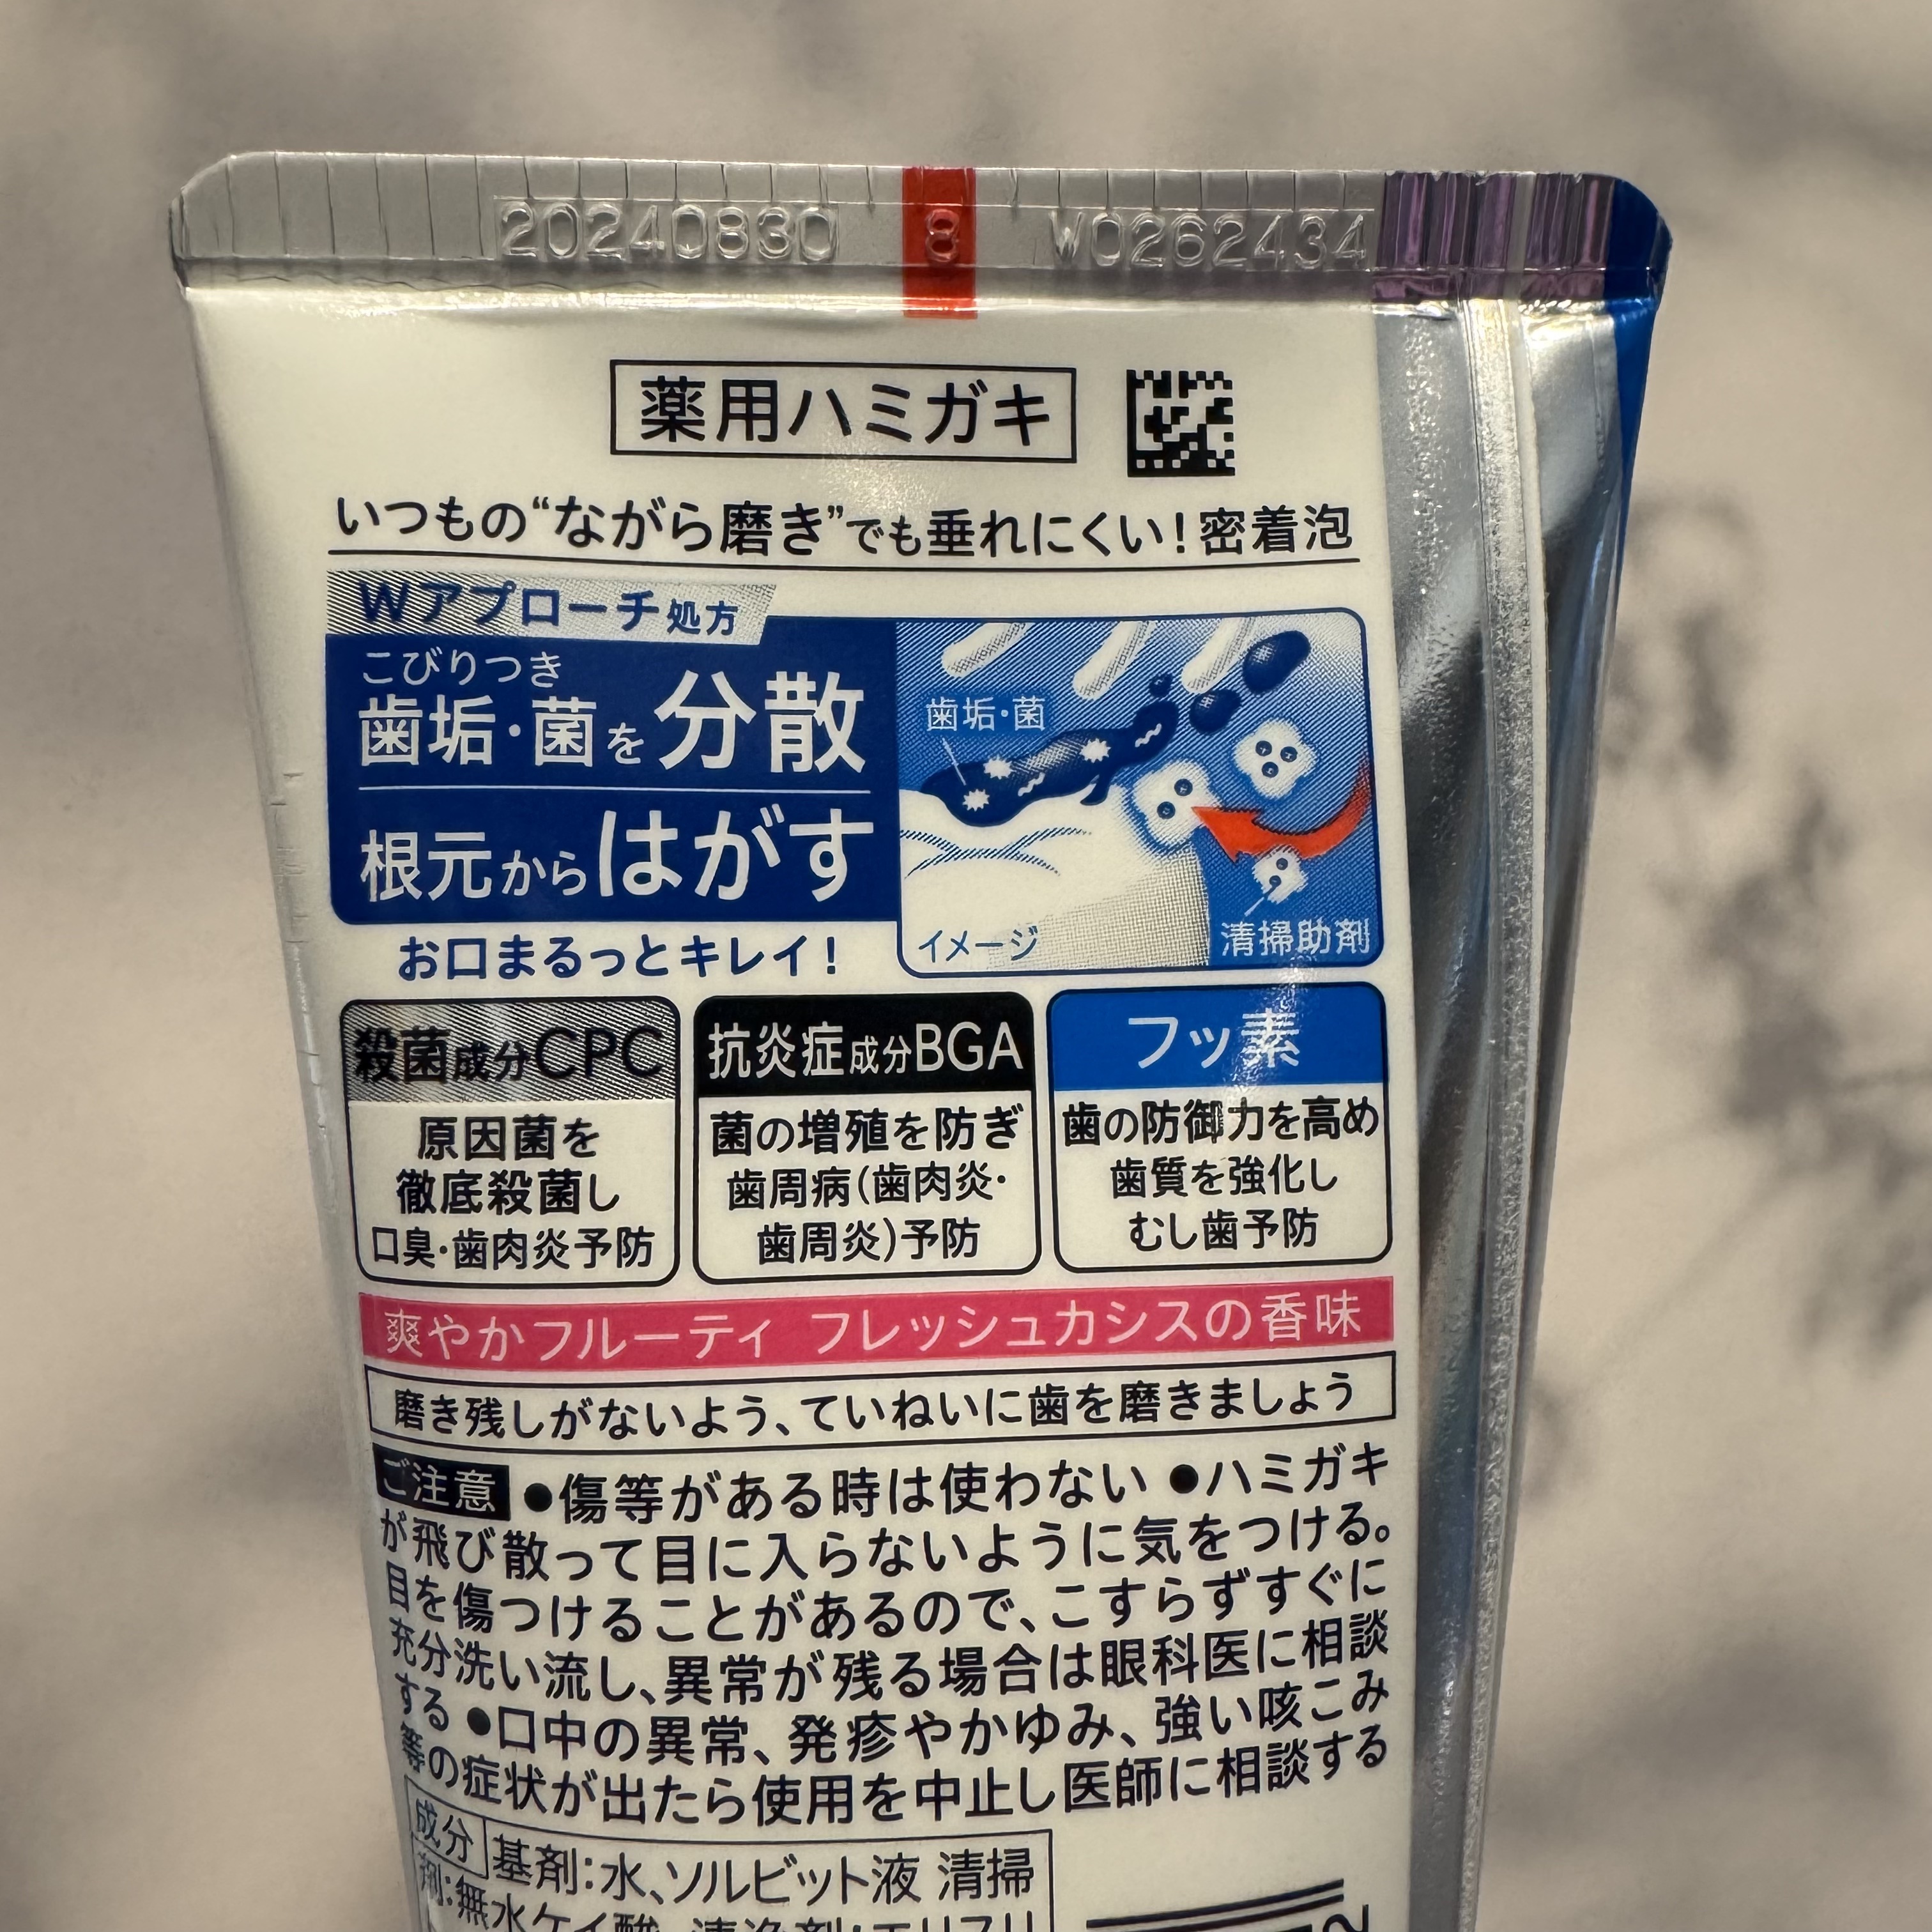 20240830 8 W0262434
薬用ハミガキ
いつもの“ながら磨き”でも垂れにくい！密着泡
Wアプローチ処方
こびりつき
歯垢・菌を分散
根元からはがす
歯垢・菌
清掃助剤
イメージ
お口まるっとキレイ！
殺菌成分CPC
原因菌を
徹底殺菌し
口臭・歯肉炎予防
抗炎症成分BGA
菌の増殖を防ぎ
歯周病（歯肉炎・
歯周炎）予防
フッ素
歯の防御力を高め
歯質を強化し
むし歯予防
爽やかフルーティ フレッシュカシスの香味
磨き残しがないよう、ていねいに歯を磨きましょう
ご注意 ●傷等がある時は使わない ●ハミガキ
が飛び散って目に入らないように気をつける。
目を傷つけることがあるので、こすらずすぐに
充分洗い流し、異常が残る場合は眼科医に相談
する ●口中の異常、発疹やかゆみ、強い咳こみ
等の症状が出たら使用を中止し医師に相談する
成分 基剤：水、ソルビット液 清掃
剤：無水ケイ酸